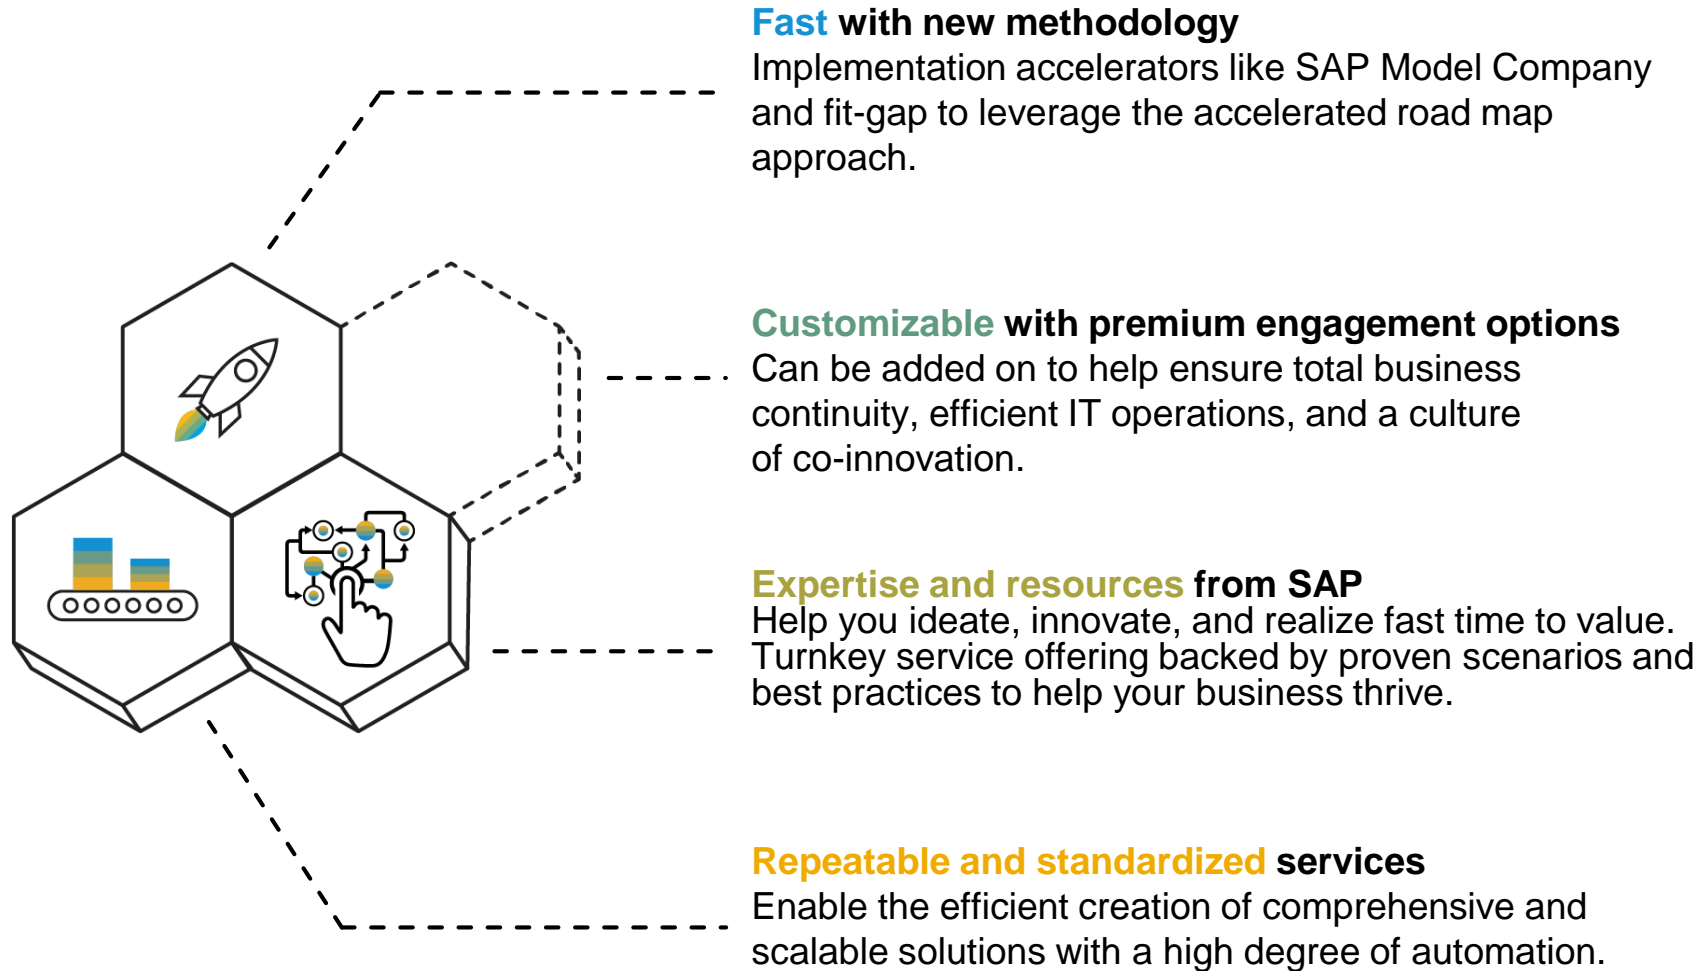 Fast with new methodology
Implementation accelerators like SAP Model Company
and fit-gap to leverage the accelerated road map
approach.
Customizable with premium engagement options
Can be added on to help ensure total business
continuity, efficient IT operations, and a culture
of co-innovation.
Expertise and resources from SAP
Help you ideate, innovate, and realize fast time to value.
Turnkey service offering backed by proven scenarios and
best practices to help your business thrive.
Repeatable and standardized services
Enable the efficient creation of comprehensive and
scalable solutions with a high degree of automation.